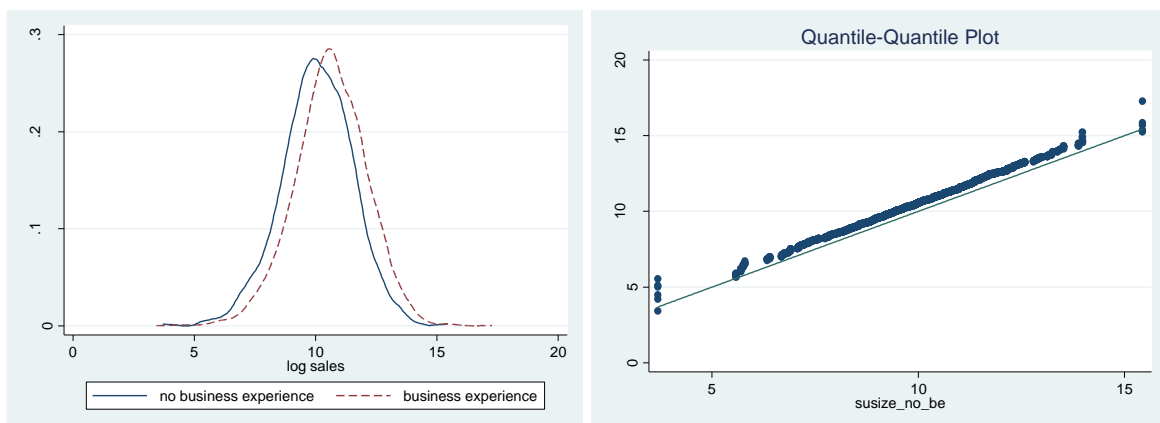 .3
.2
.1
0
0 5 10 15 20
log sales
no business experience business experience
Quantile-Quantile Plot
20
15
10
5
0
5 10 15
susize_no_be